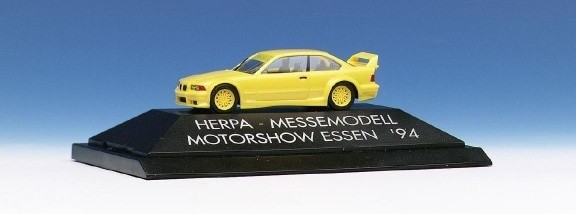 HERPA - MESSEMODELL
MOTORSHOW ESSEN '94